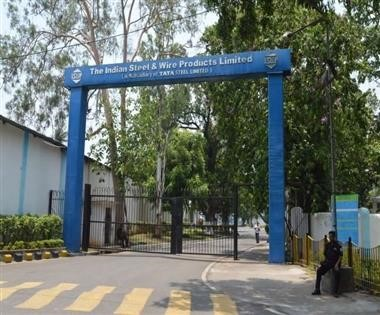 The Indian Steel & Wire Products Limited
( A Subsidiary of TATA STEEL LIMITED )